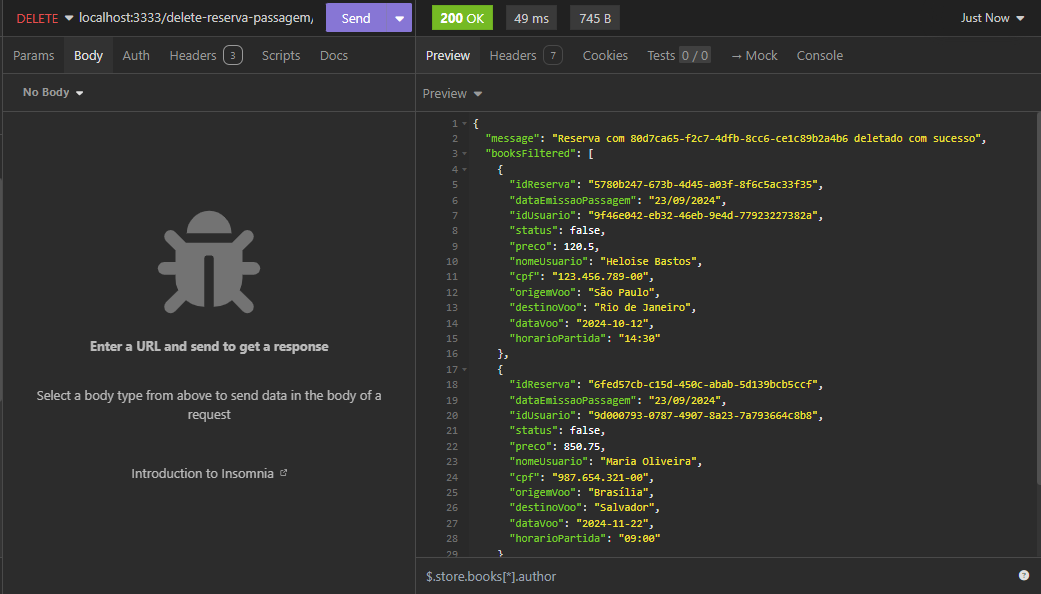 DELETE localhost:3333/delete-reserva-passagem/ Send 200 OK 49 ms 745 B Just Now
Params Body Auth Headers 3 Scripts Docs
Preview Headers 7 Cookies Tests 0 / 0 → Mock Console
No Body
Enter a URL and send to get a response
Select a body type from above to send data in the body of a
request
Introduction to Insomnia
Preview
1 {
2 "message": "Reserva com 80d7ca65-f2c7-4dfb-8cc6-ce1c89b2a4b6 deletado com sucesso",
3 "booksFiltered": [
4 {
5 "idReserva": "5780b247-673b-4d45-a03f-8f6c5ac33f35",
6 "dataEmissaoPassagem": "23/09/2024",
7 "idUsuario": "9f46e042-eb32-46eb-9e4d-77923227382a",
8 "status": false,
9 "preco": 120.5,
10 "nomeUsuario": "Heloise Bastos",
11 "cpf": "123.456.789-00",
12 "origemVoo": "São Paulo",
13 "destinoVoo": "Rio de Janeiro",
14 "dataVoo": "2024-10-12",
15 "horarioPartida": "14:30"
16 },
17 {
18 "idReserva": "6fed57cb-c15d-450c-abab-5d139bcb5ccf",
19 "dataEmissaoPassagem": "23/09/2024",
20 "idUsuario": "9d000793-0787-4907-8a23-7a793664c8b8",
21 "status": false,
22 "preco": 850.75,
23 "nomeUsuario": "Maria Oliveira",
24 "cpf": "987.654.321-00",
25 "origemVoo": "Brasília",
26 "destinoVoo": "Salvador",
27 "dataVoo": "2024-11-22",
28 "horarioPartida": "09:00"
29 }
$.store.books[*].author